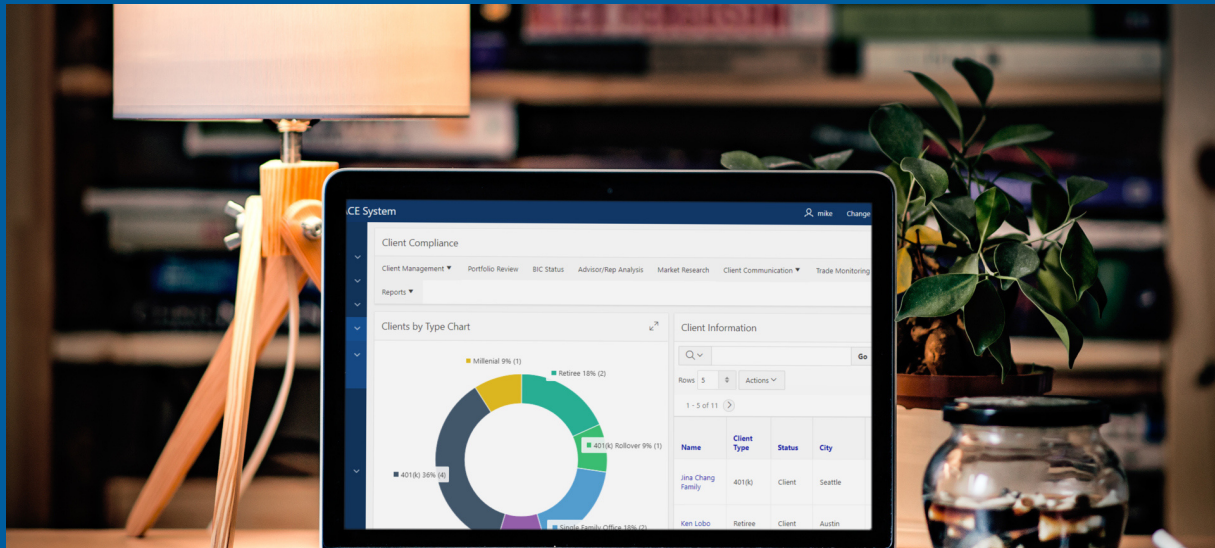 ACE System
mike
Change
Client Compliance
Client Management
Portfolio Review
BIC Status
Advisor/Rep Analysis
Market Research
Client Communication
Trade Monitoring
Reports
Clients by Type Chart
Millenial 9% (1)
Retiree 18% (2)
401(k) Rollover 9% (1)
401(k) 36% (4)
Single Family Office 18% (2)
Client Information
Go
Rows 5
Actions
1 - 5 of 11
Name Client Type Status City
Jina Chang Family 401(k) Client Seattle
Ken Lobo Retiree Client Austin